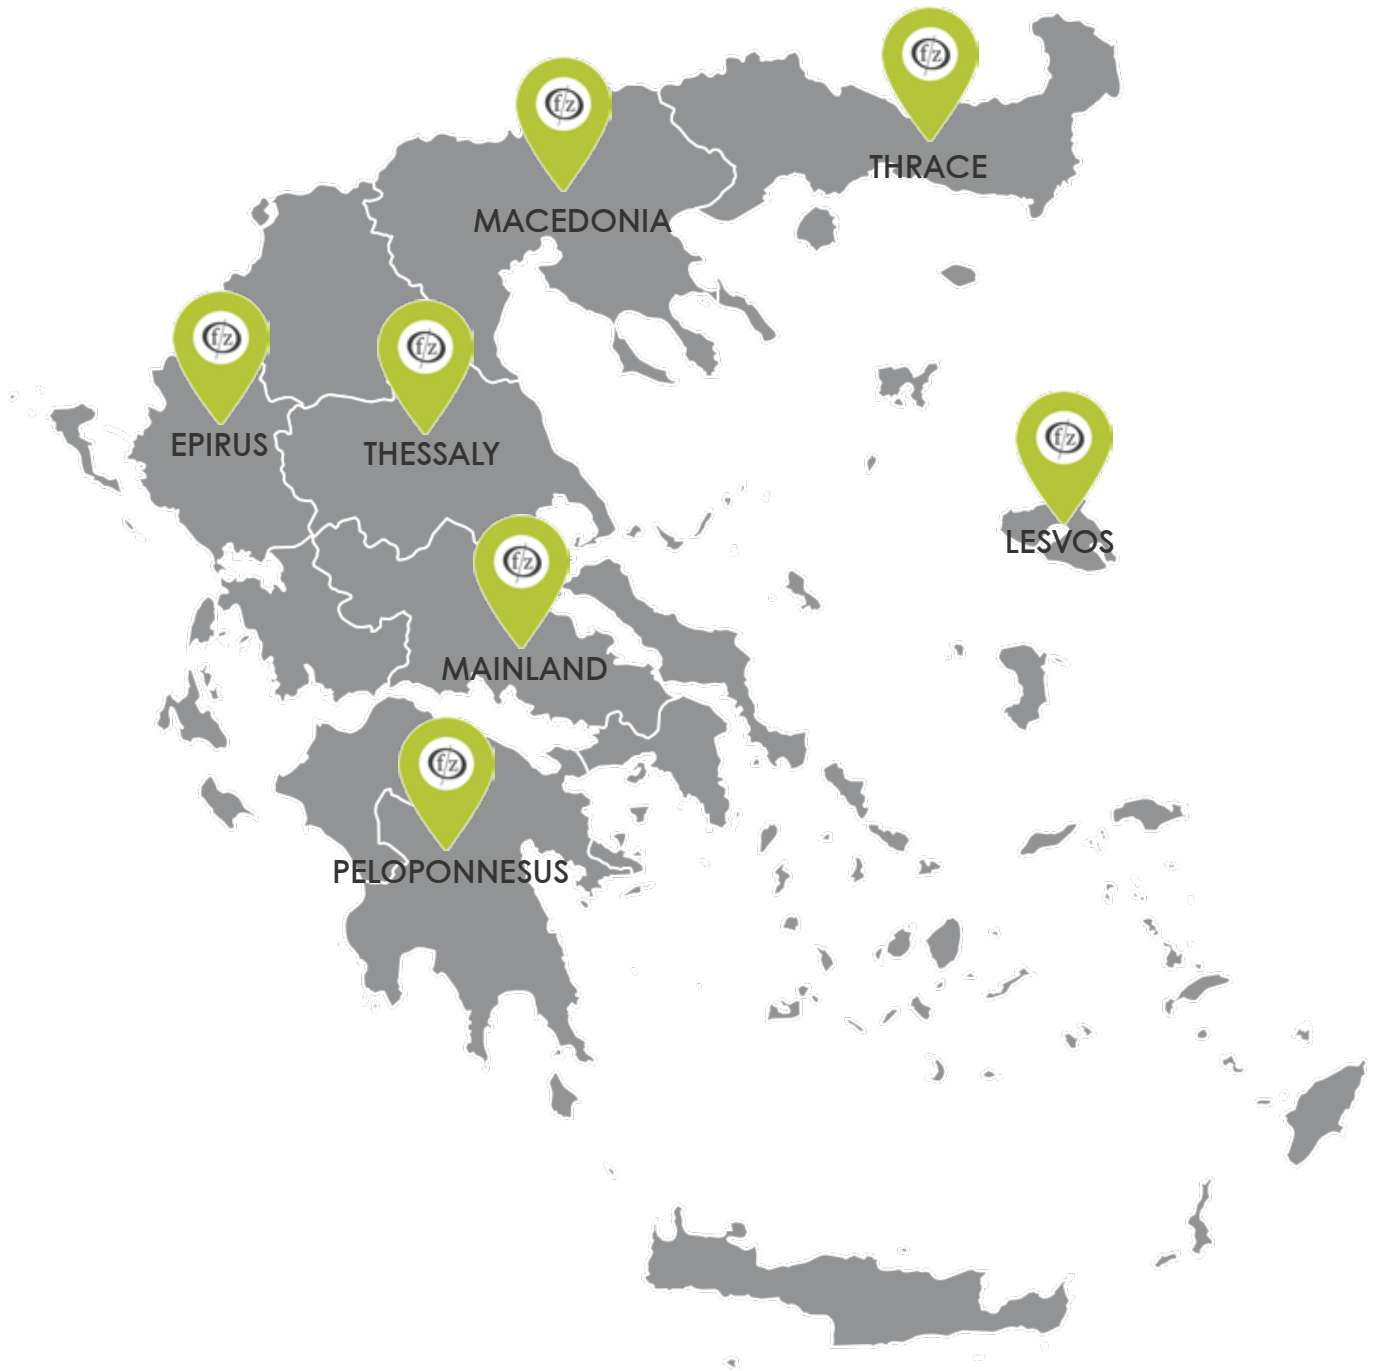 f/z
THRACE
f/z
MACEDONIA
f/z
EPIRUS
f/z
THESSALY
f/z
LESVOS
f/z
MAINLAND
f/z
PELOPONNESUS